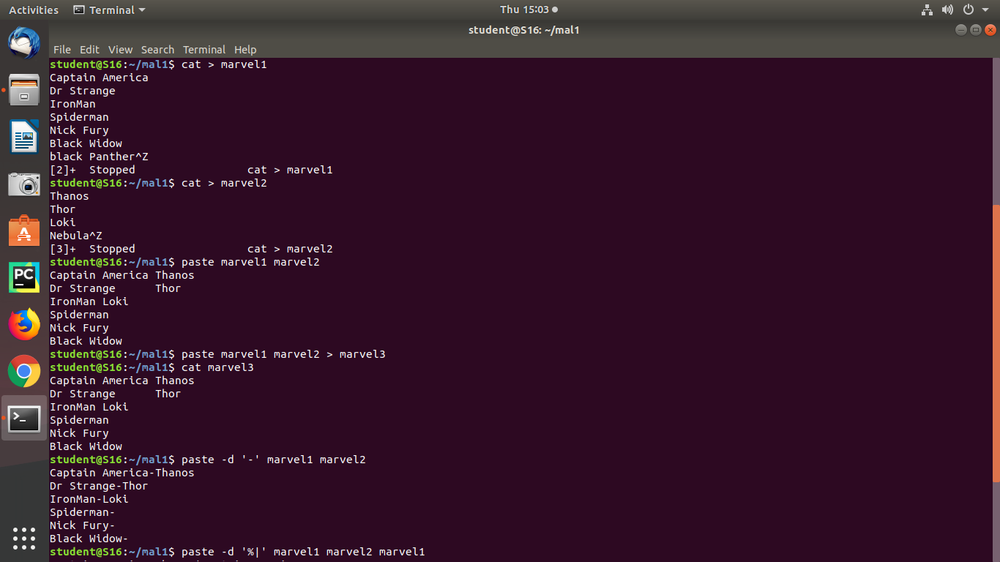 Activities Terminal Thu 15:03
student@S16: ~/mal1
File Edit View Search Terminal Help
student@S16:~/mal1$ cat > marvel1
Captain America
Dr Strange
IronMan
Spiderman
Nick Fury
Black Widow
black Panther^Z
[2]+  Stopped                 cat > marvel1
student@S16:~/mal1$ cat > marvel2
Thanos
Thor
Loki
Nebula^Z
[3]+  Stopped                 cat > marvel2
student@S16:~/mal1$ paste marvel1 marvel2
Captain America Thanos
Dr Strange      Thor
IronMan Loki
Spiderman
Nick Fury
Black Widow
student@S16:~/mal1$ paste marvel1 marvel2 > marvel3
student@S16:~/mal1$ cat marvel3
Captain America Thanos
Dr Strange      Thor
IronMan Loki
Spiderman
Nick Fury
Black Widow
student@S16:~/mal1$ paste -d '-' marvel1 marvel2
Captain America-Thanos
Dr Strange-Thor
IronMan-Loki
Spiderman-
Nick Fury-
Black Widow-
student@S16:~/mal1$ paste -d '%|' marvel1 marvel2 marvel1
PC